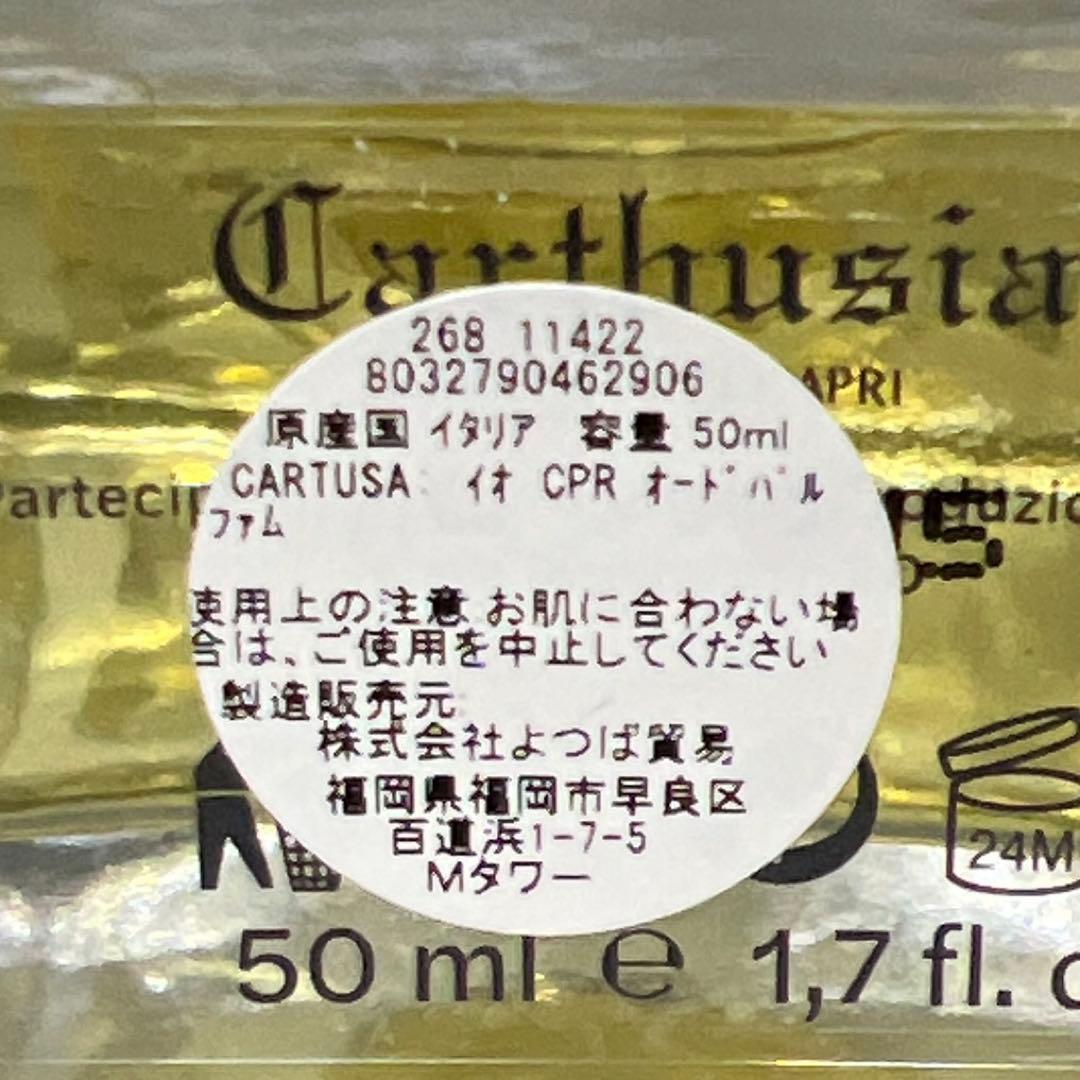 Carthusia
268 11422
8032790462906
APRI
原産国 イタリア 容量 50ml
CARTUSA: イオ CPR オードパル
ファム
使用上の注意 お肌に合わない場
合は、ご使用を中止してください
製造販売元:
株式会社よつば貿易
福岡県福岡市早良区
百道浜1-7-5
Mタワー
24M
50 ml e 1,7 fl.